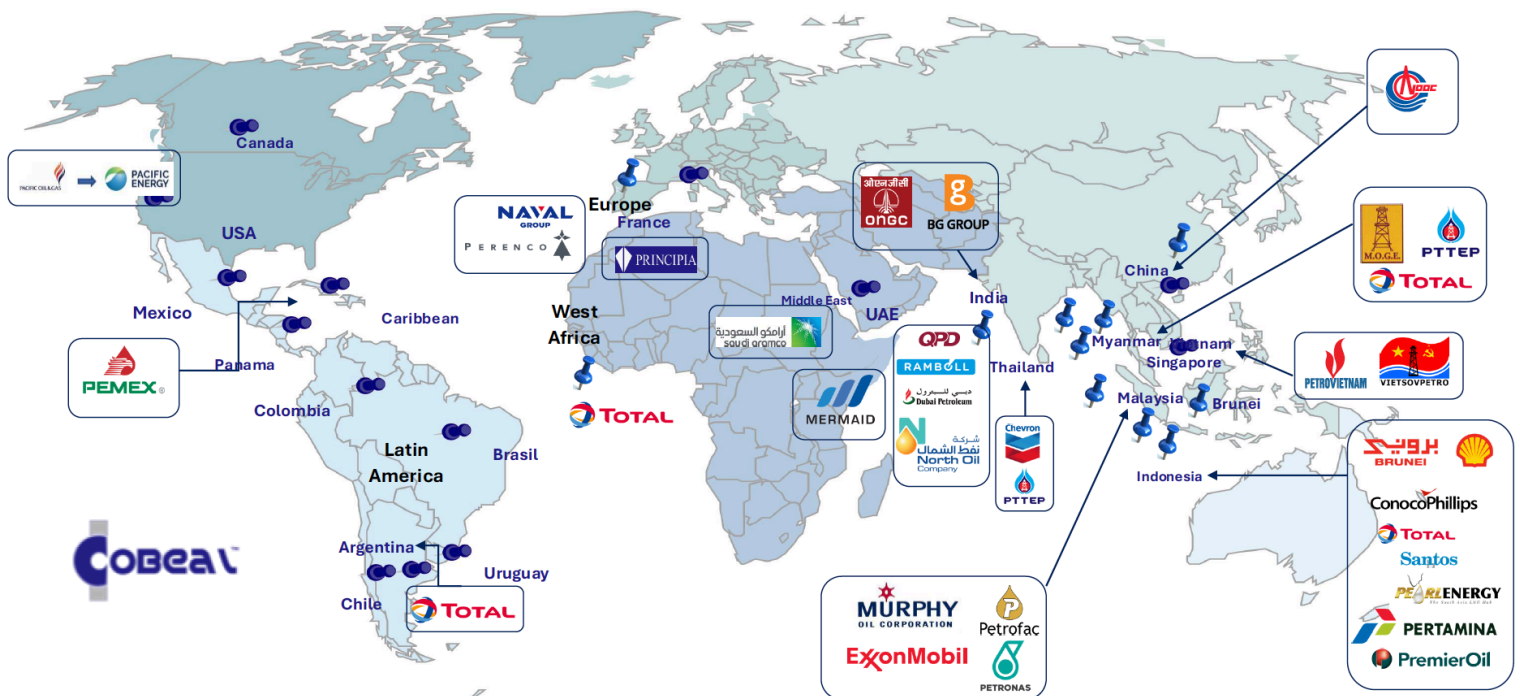 Canada
PACIFIC OIL&GAS
PACIFIC
ENERGY
USA
Mexico
Caribbean
PEMEX ®
Panama
Colombia
Latin
America
Brasil
Argentina
Uruguay
Chile
TOTAL
COBEAL™
NAVAL
GROUP
PERENCO
Europe
France
PRINCIPIA
West
Africa
TOTAL
Middle East
UAE
أرامكو السعودية
saudi aramco
MERMAID
ओएनजीसी
ONGC
BG GROUP
India
QPD
RAMBOLL
دبي للبترول
Dubai Petroleum
شركة
نفط الشمال
North Oil
Company
Thailand
Chevron
PTTEP
CNOOC
China
M.O.G.E.
PTTEP
TOTAL
Myanmar
Vietnam
Singapore
PETROVIETNAM
VIETSOVPETRO
Malaysia
Brunei
Indonesia
MURPHY
OIL CORPORATION
Petrofac
ExxonMobil
PETRONAS
بروني
BRUNEI
ConocoPhillips
TOTAL
Santos
PEARLENERGY
PERTAMINA
PremierOil